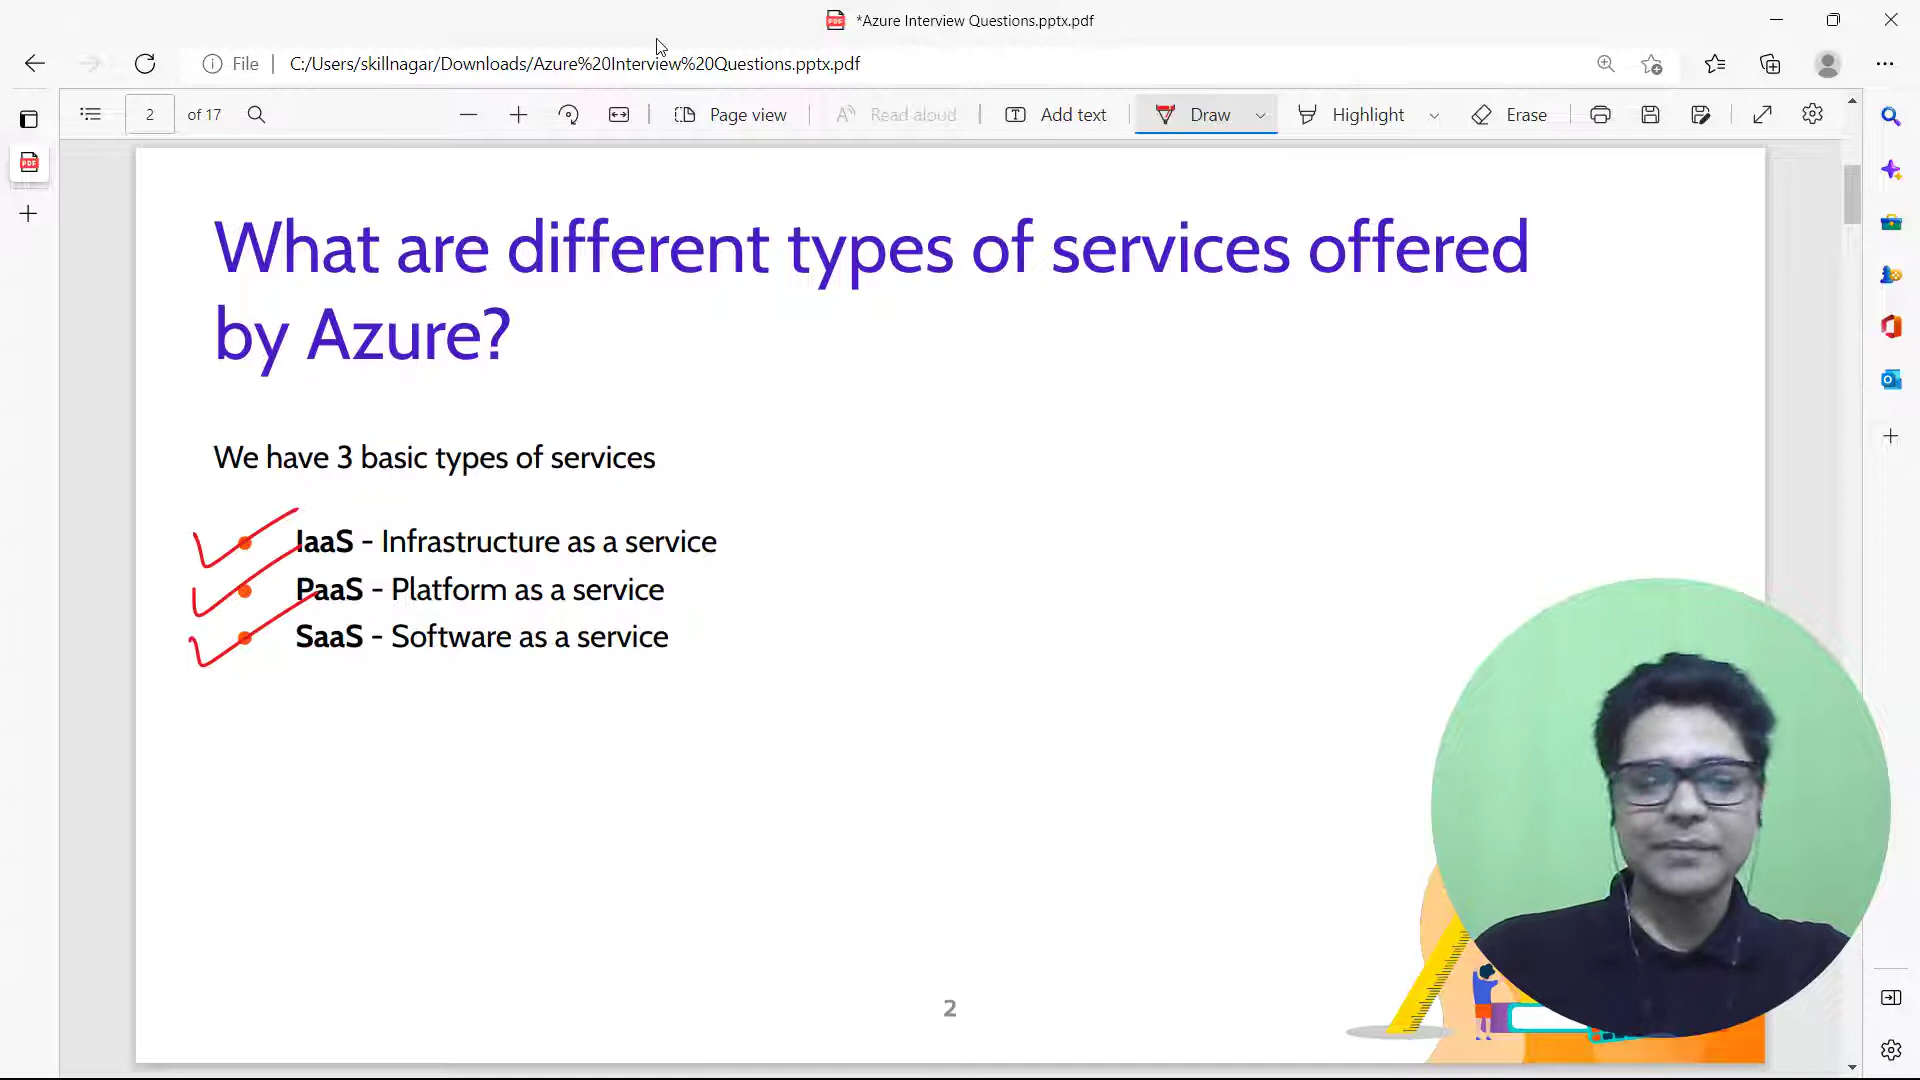 *Azure Interview Questions.pptx.pdf
File
C:/Users/skillnagar/Downloads/Azure%20Interview%20Questions.pptx.pdf
2 of 17
Page view
Read aloud
Add text
Draw
Highlight
Erase
What are different types of services offered
by Azure?
We have 3 basic types of services
IaaS - Infrastructure as a service
PaaS - Platform as a service
SaaS - Software as a service
2